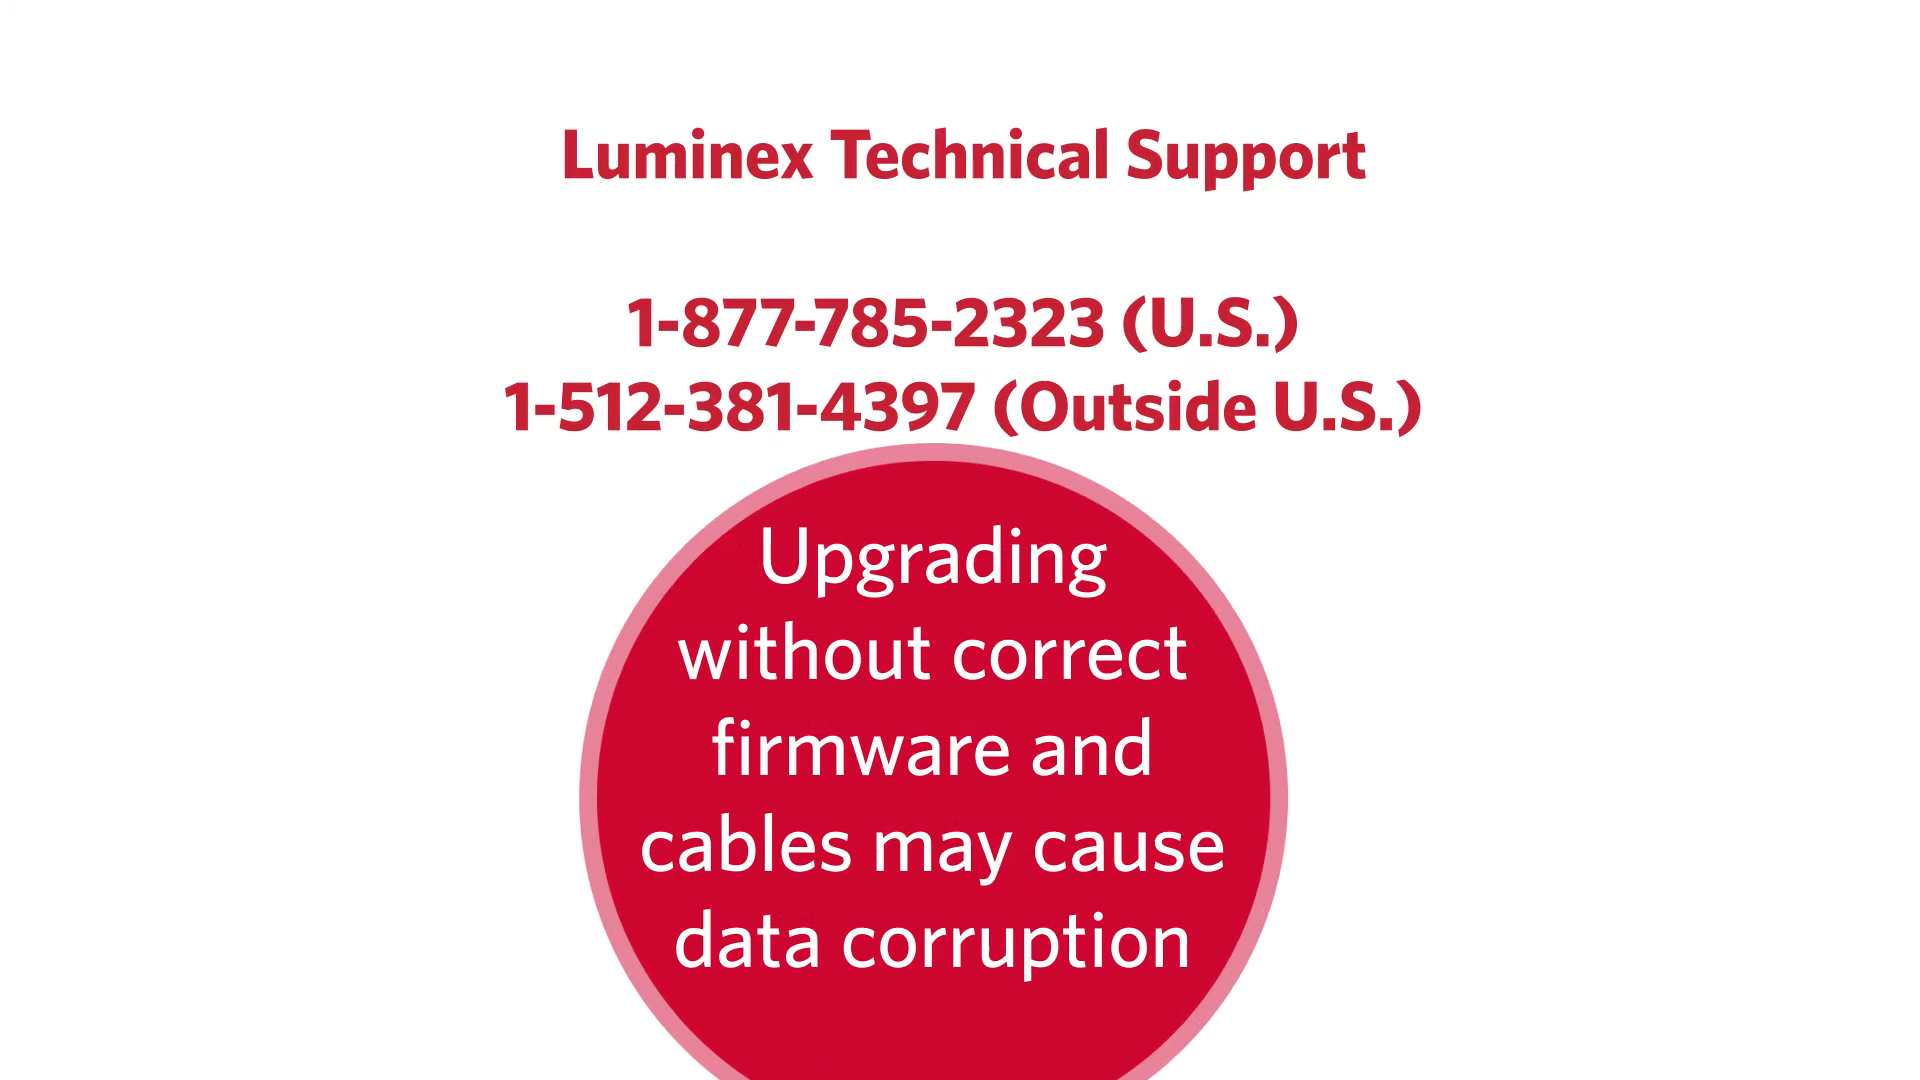 Luminex Technical Support
1-877-785-2323 (U.S.)
1-512-381-4397 (Outside U.S.)
Upgrading
without correct
firmware and
cables may cause
data corruption